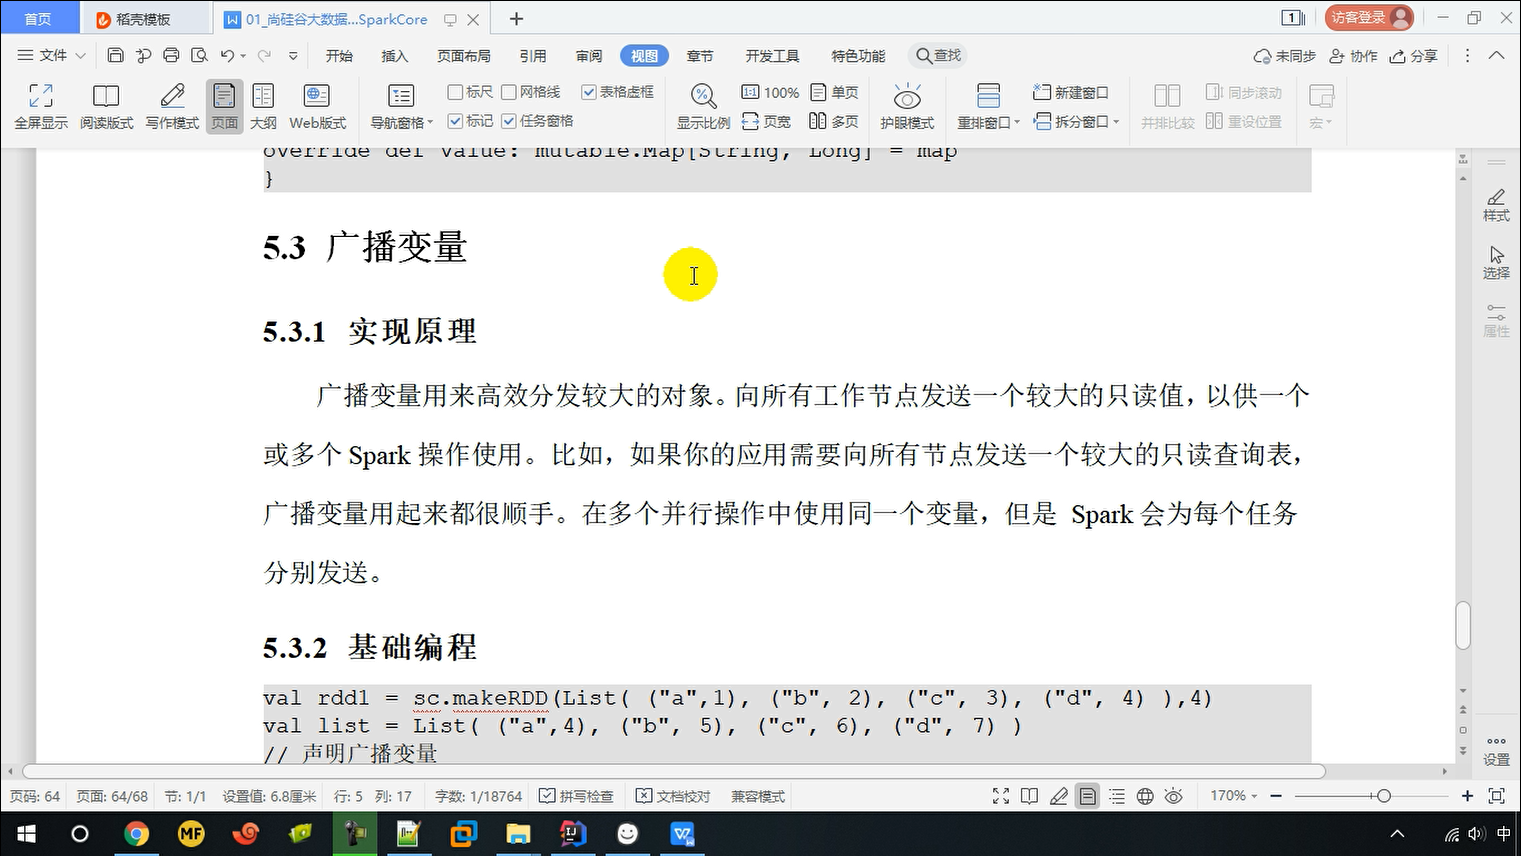 首页
稻壳模板
01_尚硅谷大数据...SparkCore
1
访客登录
文件
开始
插入
页面布局
引用
审阅
视图
章节
开发工具
特色功能
查找
未同步
协作
分享
全屏显示
阅读版式
写作模式
页面
大纲
Web版式
导航窗格
标尺
网格线
表格虚框
标记
任务窗格
显示比例
1:1 100%
页宽
单页
多页
护眼模式
重排窗口
新建窗口
拆分窗口
并排比较
同步滚动
重设位置
宏
override def value: mutable.Map[String, Long] = map
}
5.3 广播变量
5.3.1 实现原理
广播变量用来高效分发较大的对象。向所有工作节点发送一个较大的只读值，以供一个
或多个 Spark 操作使用。比如，如果你的应用需要向所有节点发送一个较大的只读查询表，
广播变量用起来都很顺手。在多个并行操作中使用同一个变量，但是 Spark 会为每个任务
分别发送。
5.3.2 基础编程
val rdd1 = sc.makeRDD(List( ("a",1), ("b", 2), ("c", 3), ("d", 4) ),4)
val list = List( ("a",4), ("b", 5), ("c", 6), ("d", 7) )
// 声明广播变量
样式
选择
属性
设置
页码: 64
页面: 64/68
节: 1/1
设置值: 6.8厘米
行: 5
列: 17
字数: 1/18764
拼写检查
文档校对
兼容模式
170%
MF
中